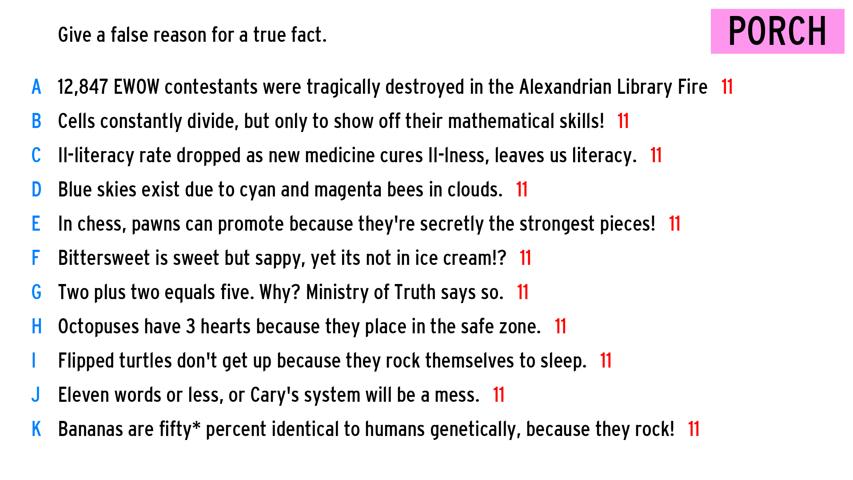 Give a false reason for a true fact.
PORCH
A 12,847 EWOW contestants were tragically destroyed in the Alexandrian Library Fire 11
B Cells constantly divide, but only to show off their mathematical skills! 11
C Il-literacy rate dropped as new medicine cures Il-lness, leaves us literacy. 11
D Blue skies exist due to cyan and magenta bees in clouds. 11
E In chess, pawns can promote because they're secretly the strongest pieces! 11
F Bittersweet is sweet but sappy, yet its not in ice cream!? 11
G Two plus two equals five. Why? Ministry of Truth says so. 11
H Octopuses have 3 hearts because they place in the safe zone. 11
I Flipped turtles don't get up because they rock themselves to sleep. 11
J Eleven words or less, or Cary's system will be a mess. 11
K Bananas are fifty* percent identical to humans genetically, because they rock! 11